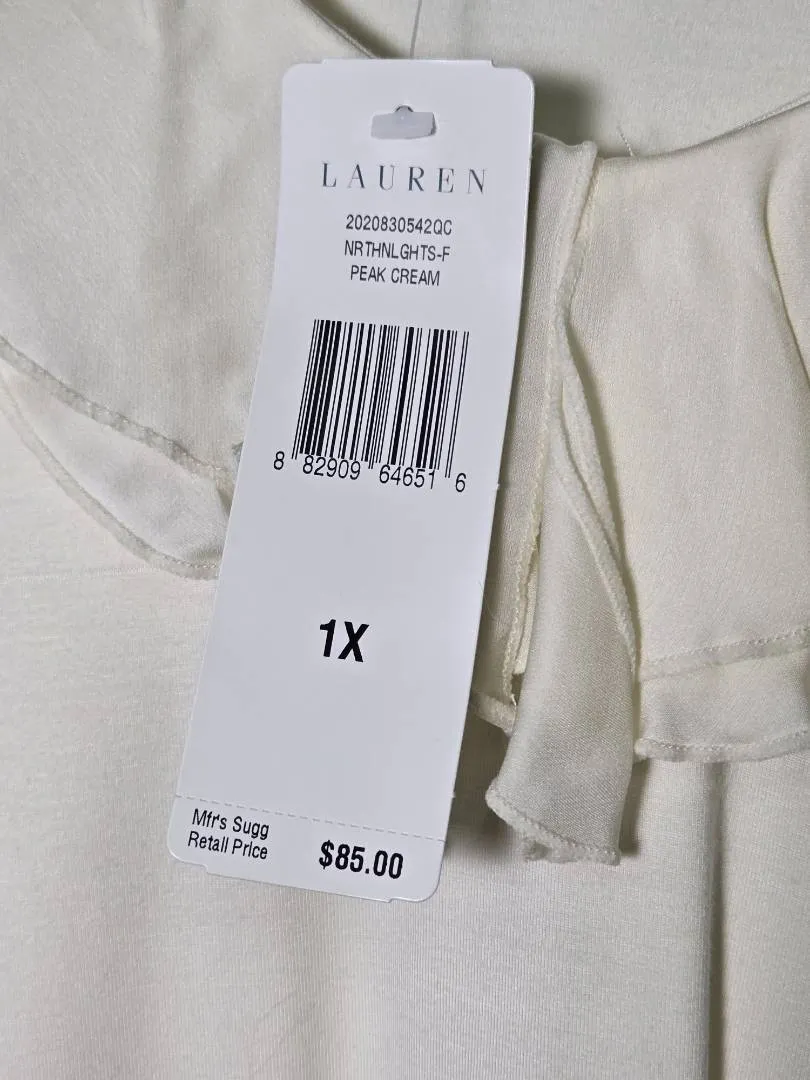 LAUREN
2020830542QC
NRTHNLGHTS-F
PEAK CREAM
8 82909 64651 6
1X
Mfr's Sugg
Retail Price $85.00